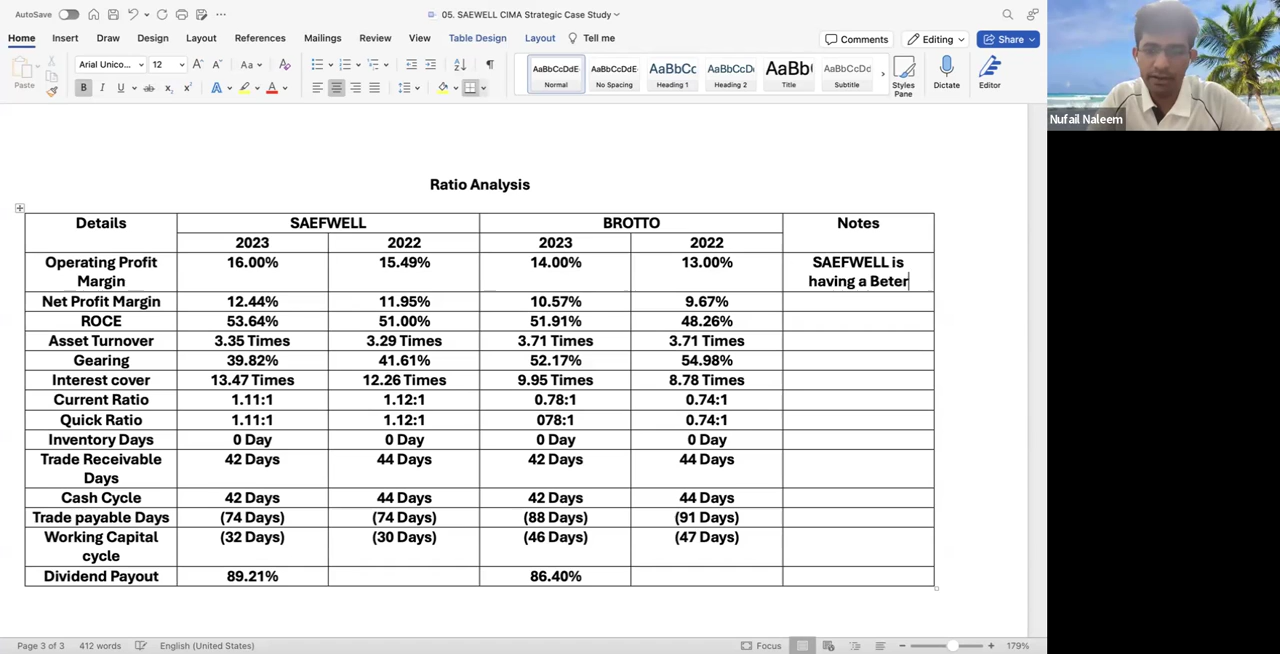 AutoSave
05. SAEWELL CIMA Strategic Case Study
Home Insert Draw Design Layout References Mailings Review View Table Design Layout Tell me
Comments Editing Share
Arial Unico... 12
Paste
AaBbCcDdE AaBbCcDdE AaBbCc AaBbCcD AaBb AaBbCcDd
Normal No Spacing Heading 1 Heading 2 Title Subtitle
Styles Pane
Dictate
Editor
Nufail Naleem
Ratio Analysis
Details SAEFWELL BROTTO Notes
2023 2022 2023 2022
Operating Profit Margin 16.00% 15.49% 14.00% 13.00% SAEFWELL is having a Beter
Net Profit Margin 12.44% 11.95% 10.57% 9.67%
ROCE 53.64% 51.00% 51.91% 48.26%
Asset Turnover 3.35 Times 3.29 Times 3.71 Times 3.71 Times
Gearing 39.82% 41.61% 52.17% 54.98%
Interest cover 13.47 Times 12.26 Times 9.95 Times 8.78 Times
Current Ratio 1.11:1 1.12:1 0.78:1 0.74:1
Quick Ratio 1.11:1 1.12:1 078:1 0.74:1
Inventory Days 0 Day 0 Day 0 Day 0 Day
Trade Receivable Days 42 Days 44 Days 42 Days 44 Days
Cash Cycle 42 Days 44 Days 42 Days 44 Days
Trade payable Days (74 Days) (74 Days) (88 Days) (91 Days)
Working Capital cycle (32 Days) (30 Days) (46 Days) (47 Days)
Dividend Payout 89.21% 86.40%
Page 3 of 3 412 words English (United States) Focus 179%